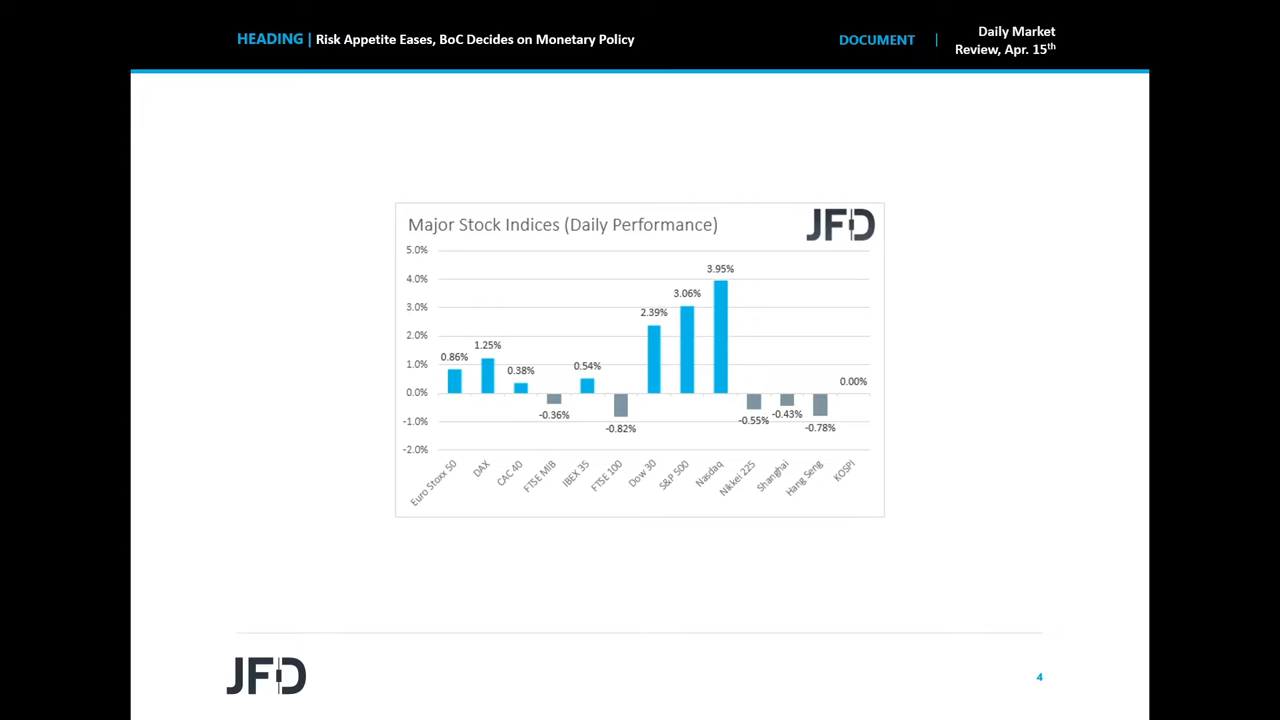 HEADING | Risk Appetite Eases, BoC Decides on Monetary Policy
DOCUMENT | Daily Market
Review, Apr. 15th
Major Stock Indices (Daily Performance)
JFD
5.0%
4.0%
3.0%
2.0%
1.0%
0.0%
-1.0%
-2.0%
0.86%
1.25%
0.38%
-0.36%
0.54%
-0.82%
2.39%
3.06%
3.95%
-0.55%
-0.43%
-0.78%
0.00%
Euro Stoxx 50
DAX
CAC 40
FTSE MIB
IBEX 35
FTSE 100
Dow 30
S&P 500
Nasdaq
Nikkei 225
Shanghai
Hang Seng
KOSPI
JFD
4